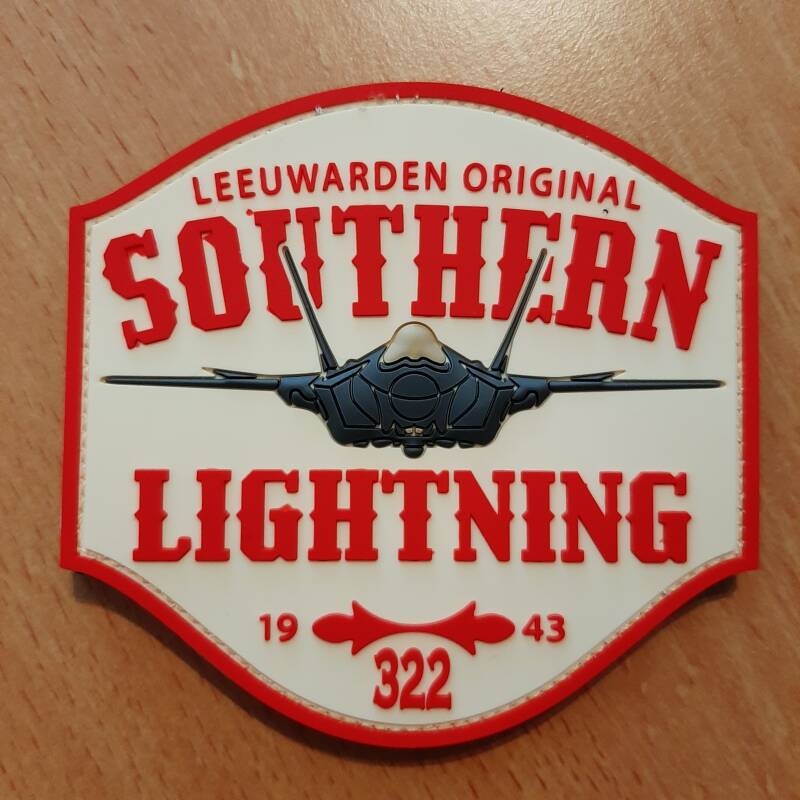 LEEUWARDEN ORIGINAL
SOUTHERN
LIGHTNING
19 43
322